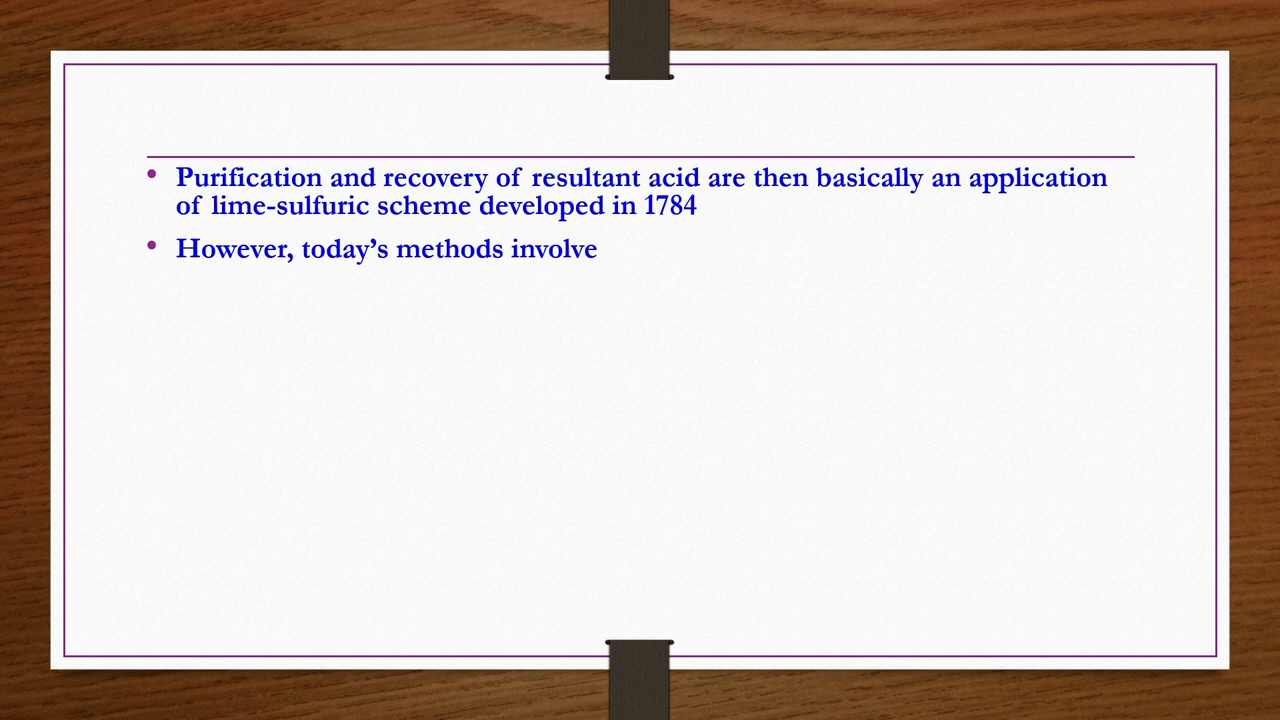 • Purification and recovery of resultant acid are then basically an application
of lime-sulfuric scheme developed in 1784
• However, today’s methods involve